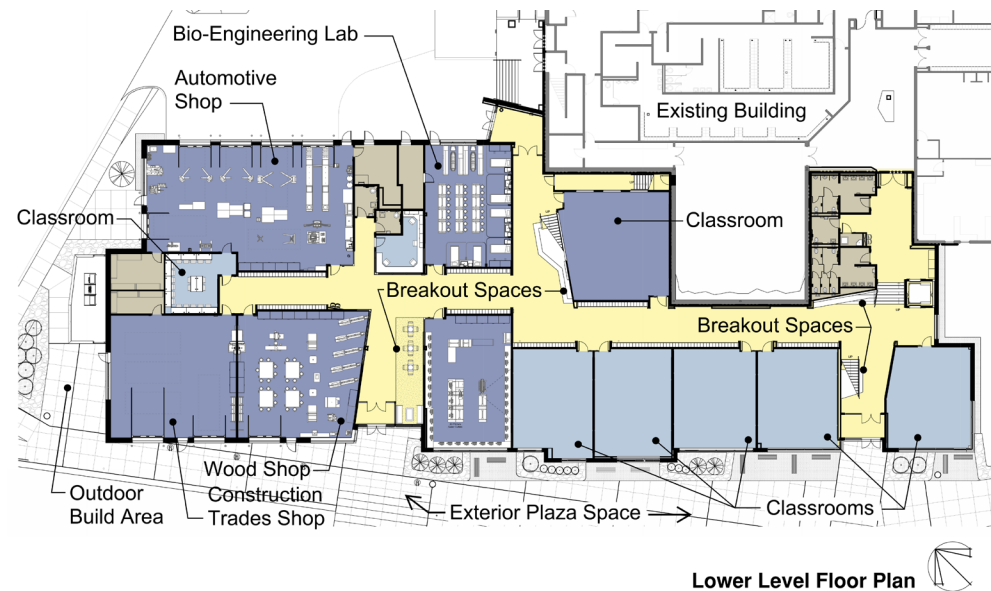 Bio-Engineering Lab
Automotive
Shop
Existing Building
Classroom
Classroom
Breakout Spaces
Breakout Spaces
Wood Shop
Outdoor
Build Area
Construction
Trades Shop
Exterior Plaza Space
Classrooms
Lower Level Floor Plan